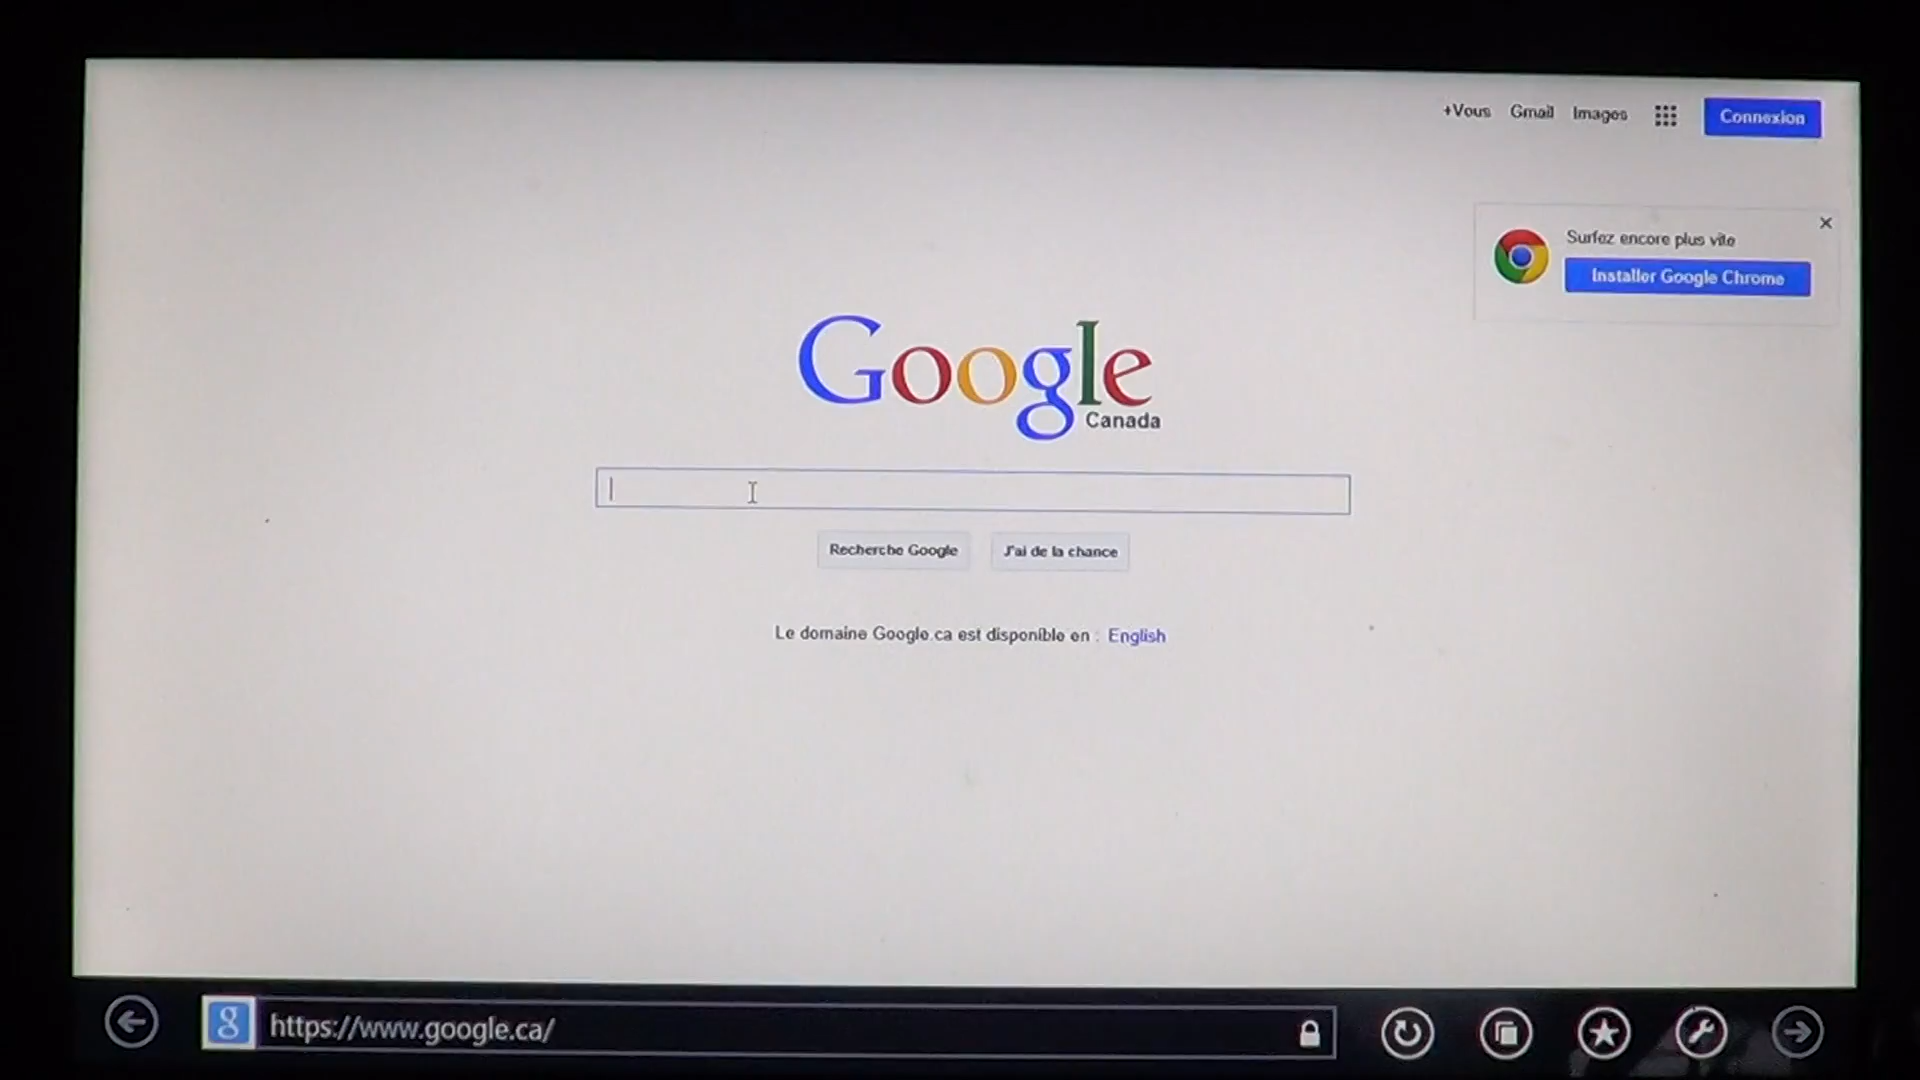 +Vous Gmail Images Connexion
Surfez encore plus vite
Installer Google Chrome
Google
Canada
Recherche Google J'ai de la chance
Le domaine Google.ca est disponible en : English
g https://www.google.ca/